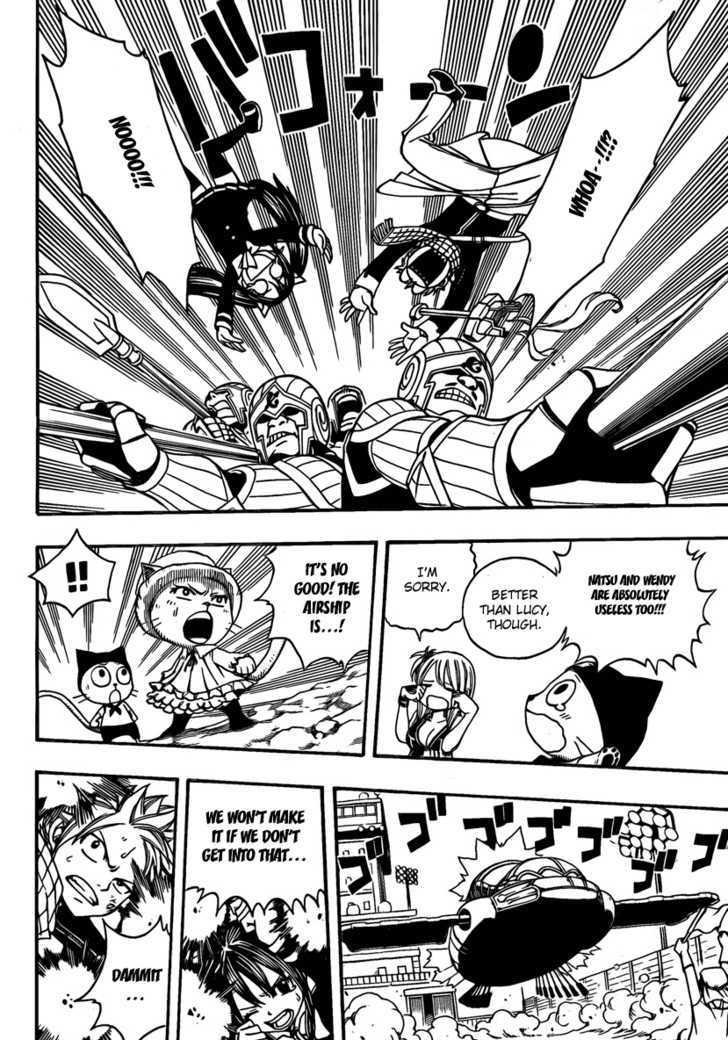 バコォーン
WHOA--!!!?
NOOOO!!!
NATSU AND WENDY
ARE ABSOLUTELY
USELESS TOO!!!
BETTER
THAN LUCY,
THOUGH.
I'M
SORRY.
IT'S NO
GOOD! THE
AIRSHIP
IS...!
!!
ゴゴゴゴゴゴ
WE WON'T MAKE
IT IF WE DON'T
GET INTO THAT...
DAMMIT
...